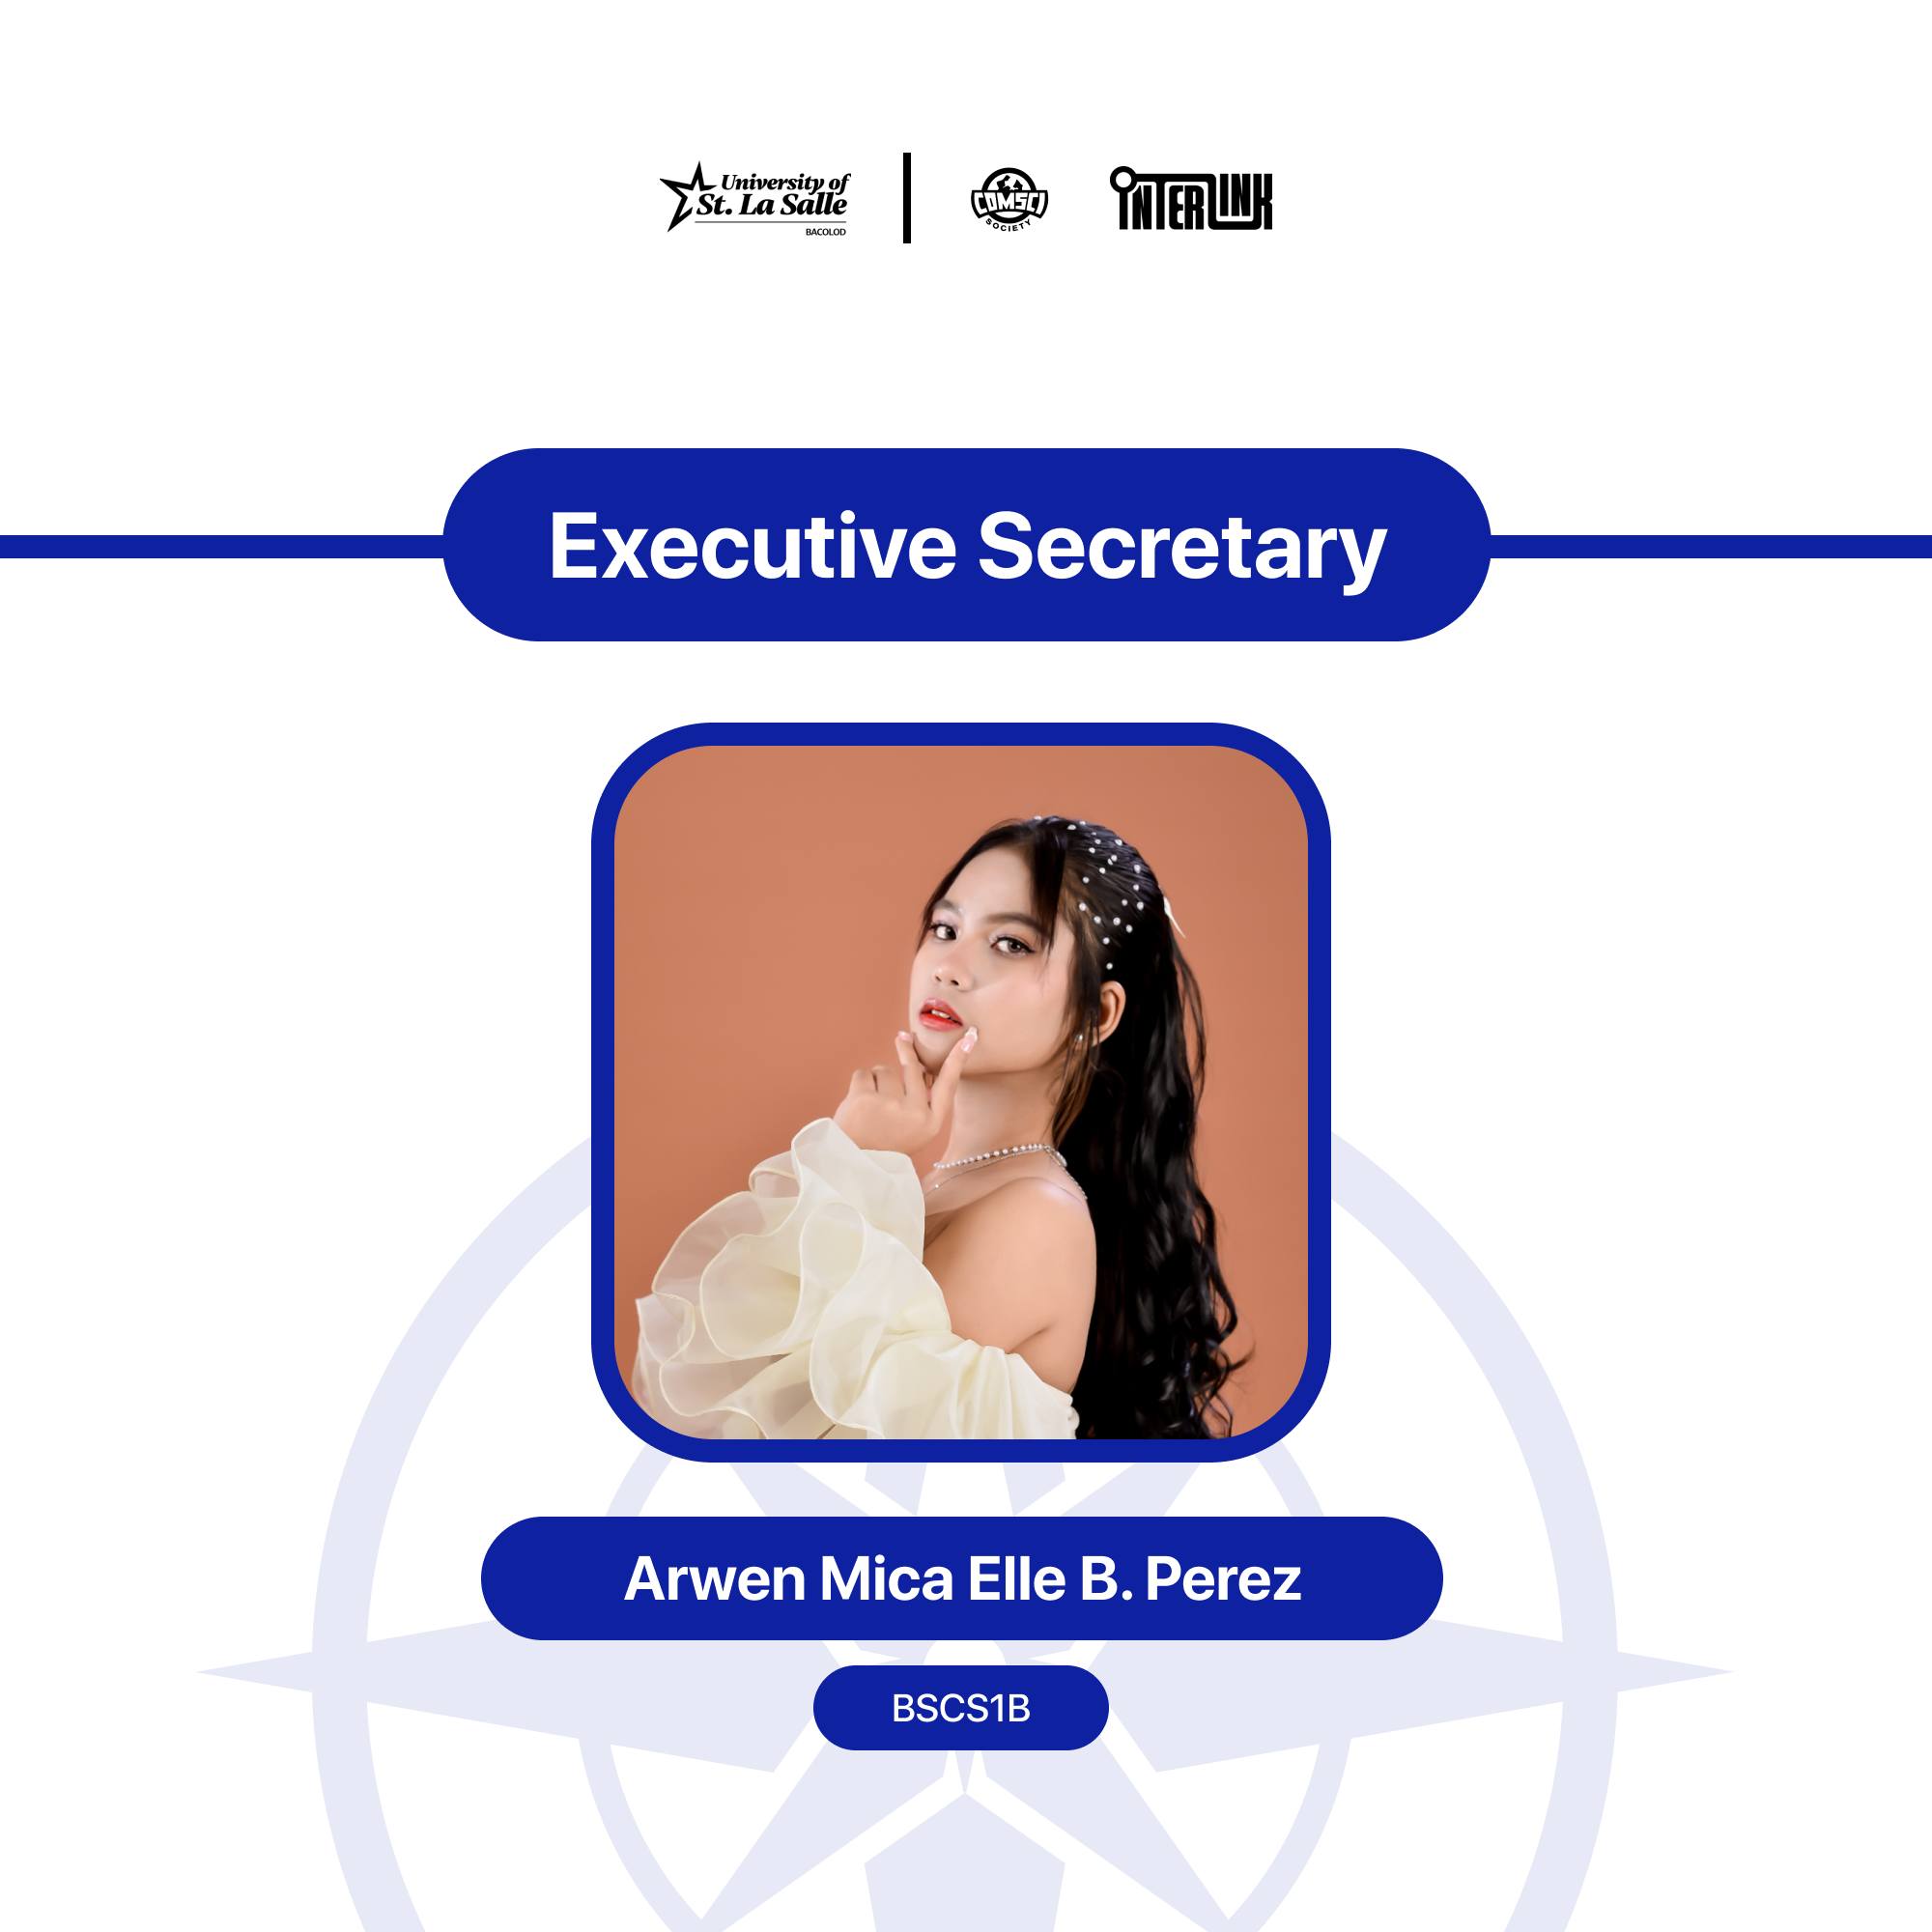 University of
St. La Salle
BACOLOD
COMSCI
SOCIETY
INTERLINK
Executive Secretary
Arwen Mica Elle B. Perez
BSCS1B